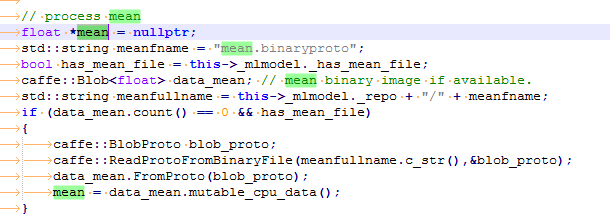 // process mean
float *mean = nullptr;
std::string meanfname = "mean.binaryproto";
bool has_mean_file = this->_mlmodel._has_mean_file;
caffe::Blob<float> data_mean; // mean binary image if available.
std::string meanfullname = this->_mlmodel._repo + "/" + meanfname;
if (data_mean.count() == 0 && has_mean_file)
{
caffe::BlobProto blob_proto;
caffe::ReadProtoFromBinaryFile(meanfullname.c_str(),&blob_proto);
data_mean.FromProto(blob_proto);
mean = data_mean.mutable_cpu_data();
}